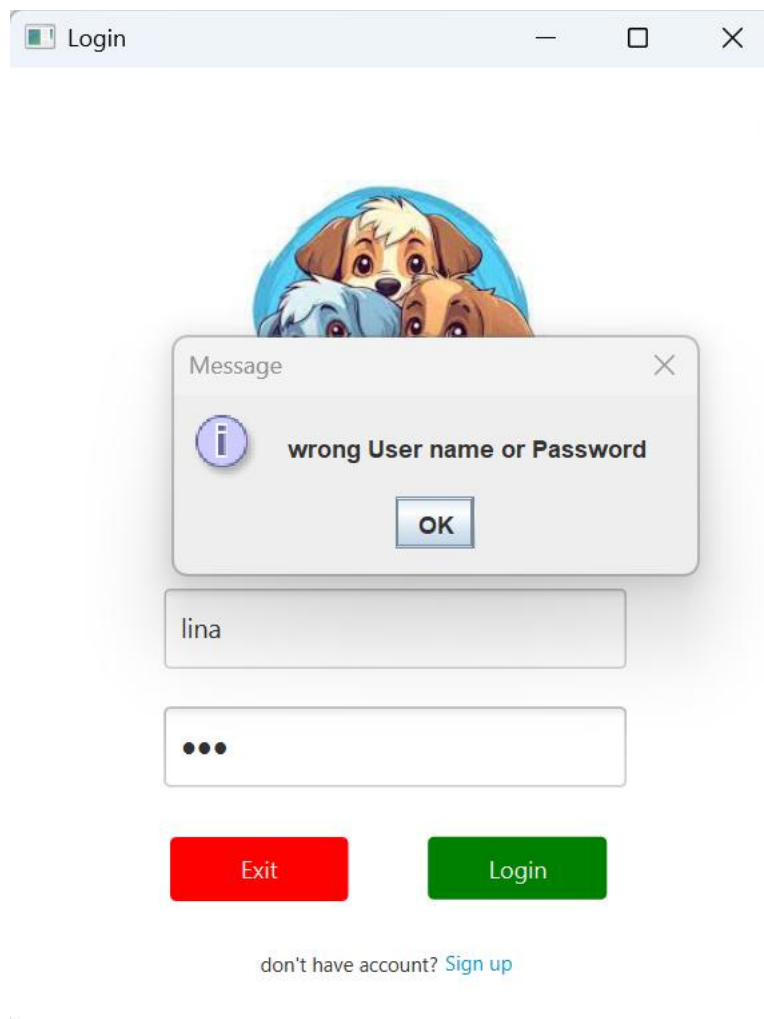 Login
Message
wrong User name or Password
OK
lina
•••
Exit
Login
don't have account? Sign up